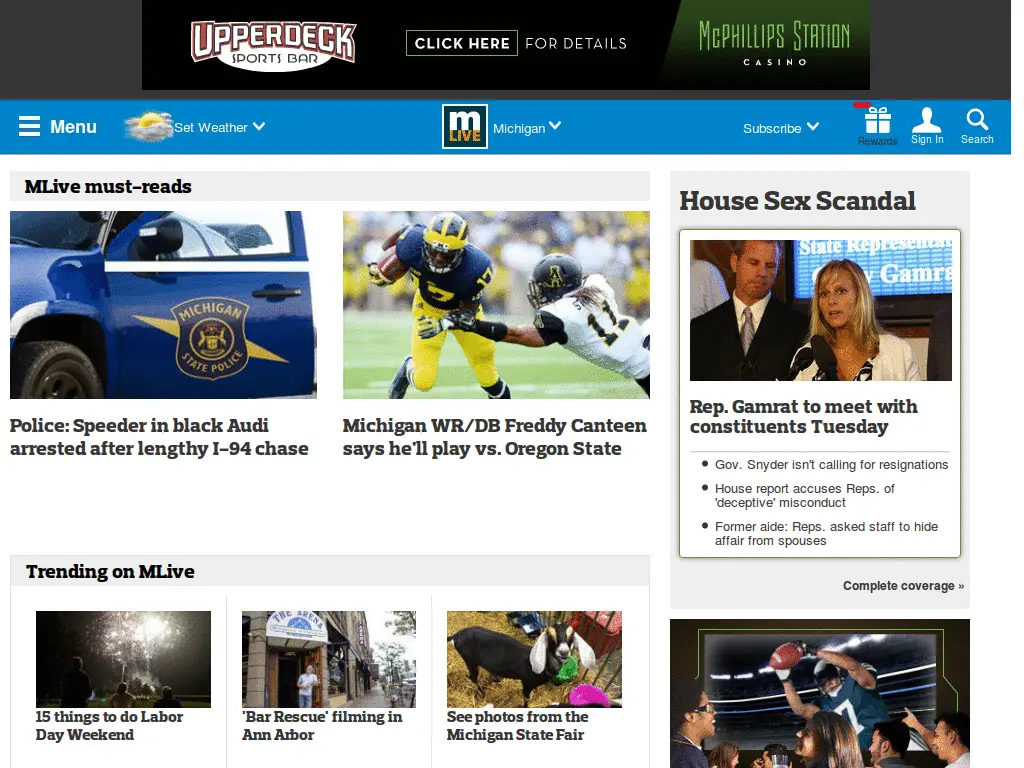 UPPERDECK
SPORTS BAR
CLICK HERE FOR DETAILS
McPHILLIPS STATION
CASINO
Menu
Set Weather
m
LIVE
Michigan
Subscribe
Rewards
Sign In
Search
MLive must-reads
MICHIGAN
STATE POLICE
17
A
11
Police: Speeder in black Audi
arrested after lengthy I-94 chase
Michigan WR/DB Freddy Canteen
says he'll play vs. Oregon State
House Sex Scandal
State Representat
Gamra
Rep. Gamrat to meet with
constituents Tuesday
Gov. Snyder isn't calling for resignations
House report accuses Reps. of
'deceptive' misconduct
Former aide: Reps. asked staff to hide
affair from spouses
Complete coverage »
Trending on MLive
THE ARENA
15 things to do Labor
Day Weekend
'Bar Rescue' filming in
Ann Arbor
See photos from the
Michigan State Fair
7